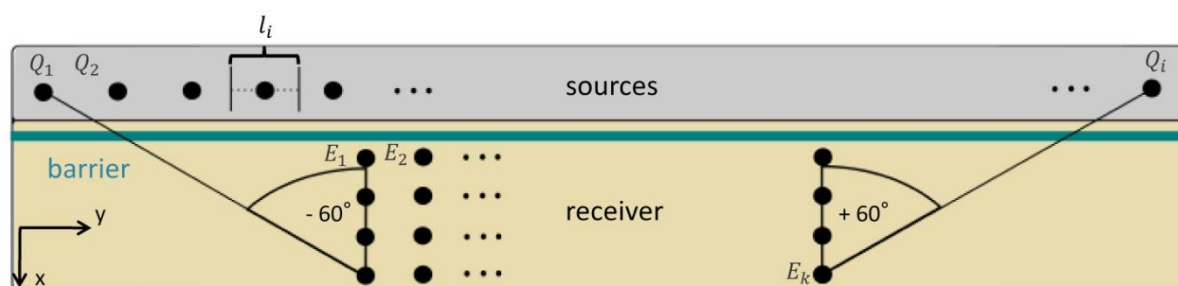 l_i
Q_1 Q_2 Q_i
... sources ...
barrier
E_1 E_2 ...
...
- 60° receiver + 60°
y
...
E_k
...
x